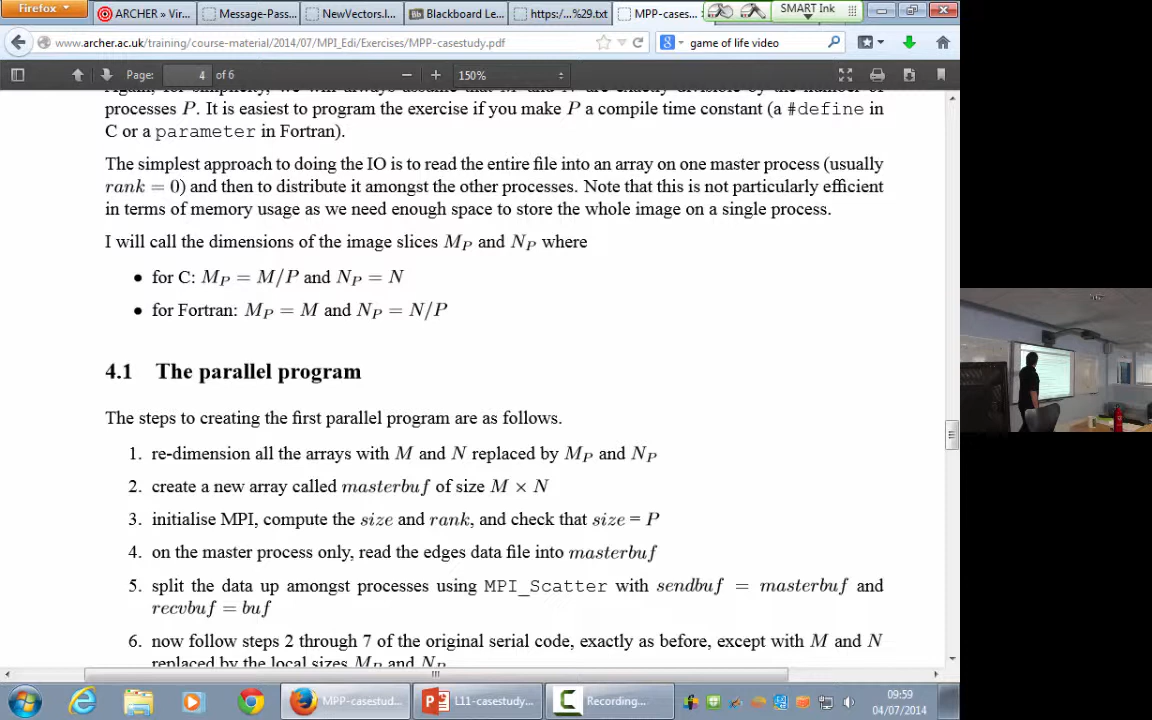 Firefox
ARCHER » Vir...
Message-Pass...
NewVectors.l...
Blackboard Le...
https:/...%29.txt
MPP-cases...
SMART Ink
www.archer.ac.uk/training/course-material/2014/07/MPI_Edi/Exercises/MPP-casestudy.pdf
game of life video
Page: 4 of 6
150%
processes P. It is easiest to program the exercise if you make P a compile time constant (a #define in
C or a parameter in Fortran).
The simplest approach to doing the IO is to read the entire file into an array on one master process (usually
rank = 0) and then to distribute it amongst the other processes. Note that this is not particularly efficient
in terms of memory usage as we need enough space to store the whole image on a single process.
I will call the dimensions of the image slices M_P and N_P where
• for C: M_P = M/P and N_P = N
• for Fortran: M_P = M and N_P = N/P
4.1 The parallel program
The steps to creating the first parallel program are as follows.
1. re-dimension all the arrays with M and N replaced by M_P and N_P
2. create a new array called masterbuf of size M × N
3. initialise MPI, compute the size and rank, and check that size = P
4. on the master process only, read the edges data file into masterbuf
5. split the data up amongst processes using MPI_Scatter with sendbuf = masterbuf and
recvbuf = buf
6. now follow steps 2 through 7 of the original serial code, exactly as before, except with M and N
replaced by the local sizes M_P and N_P
MPP-casestud...
L11-casestudy...
Recording...
09:59
04/07/2014